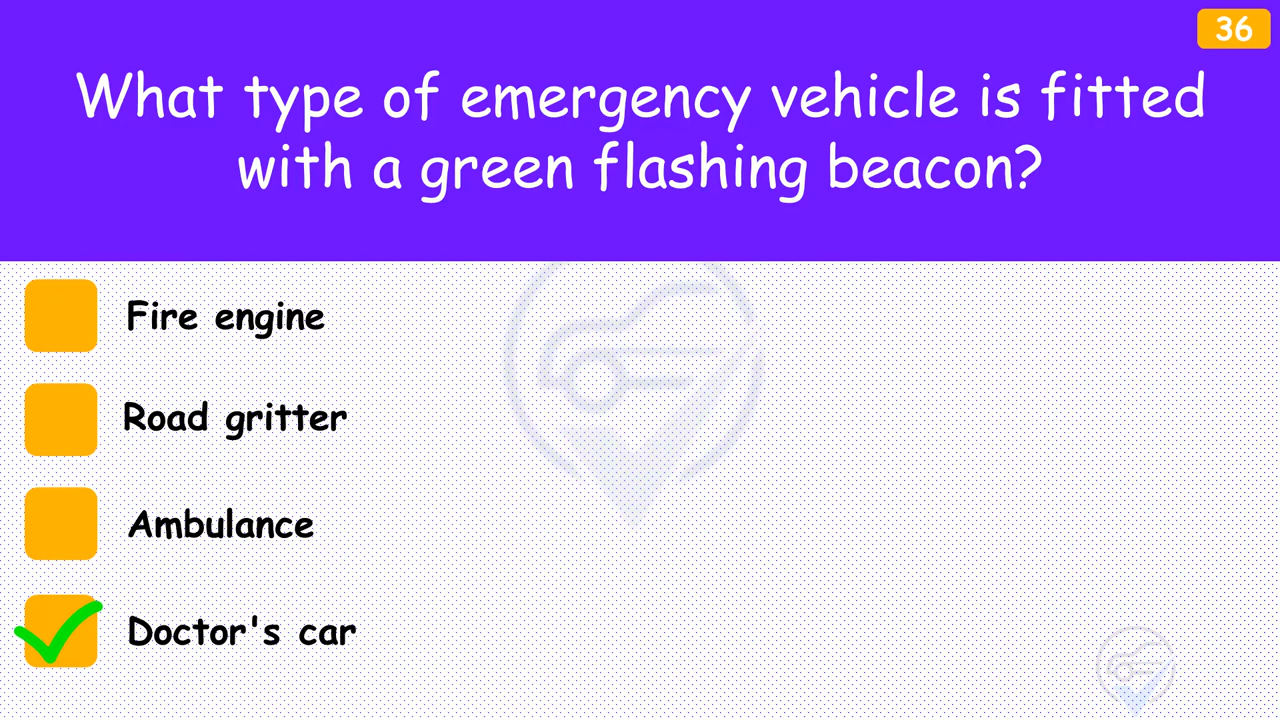 36
What type of emergency vehicle is fitted
with a green flashing beacon?
Fire engine
Road gritter
Ambulance
Doctor's car